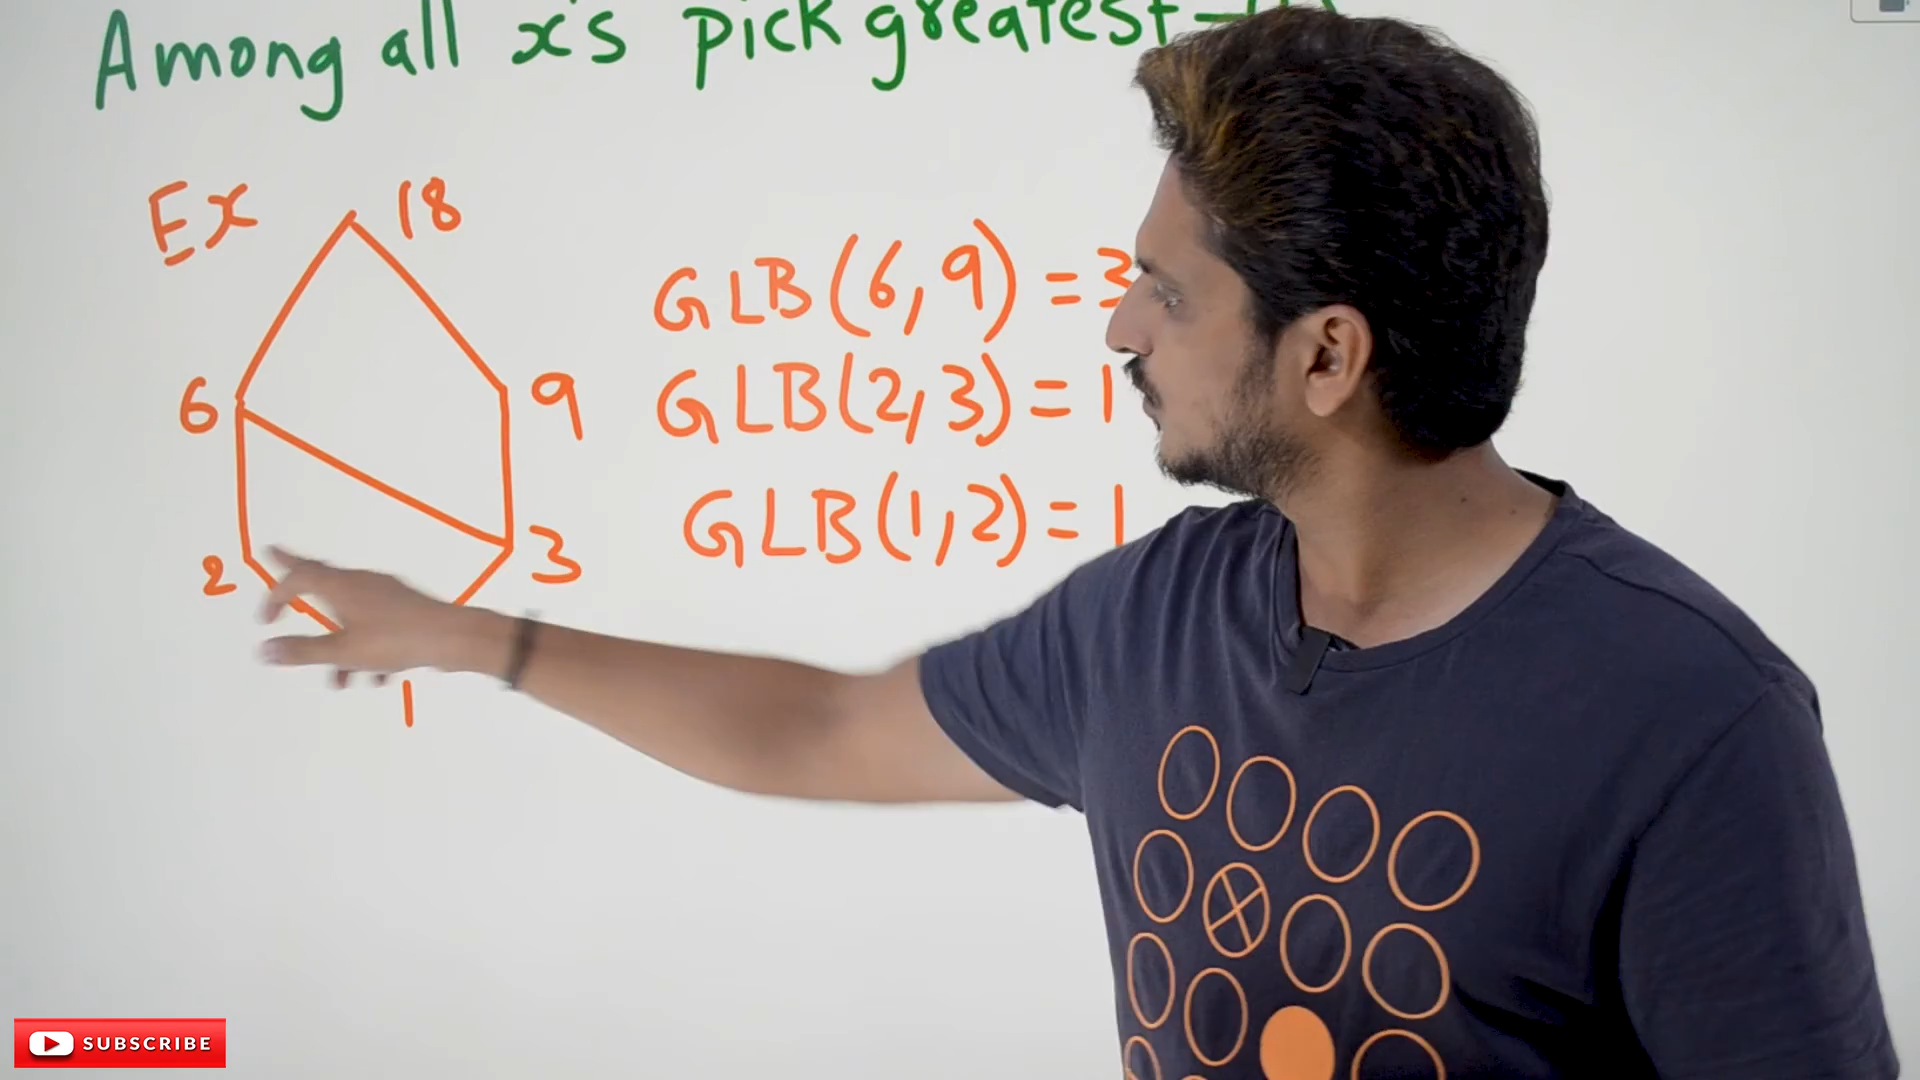 Among all x's pick greatest
Ex
18
GLB(6,9) = 3
6
9
GLB(2,3) = 1
GLB(1,2) = 1
2
3
1
SUBSCRIBE